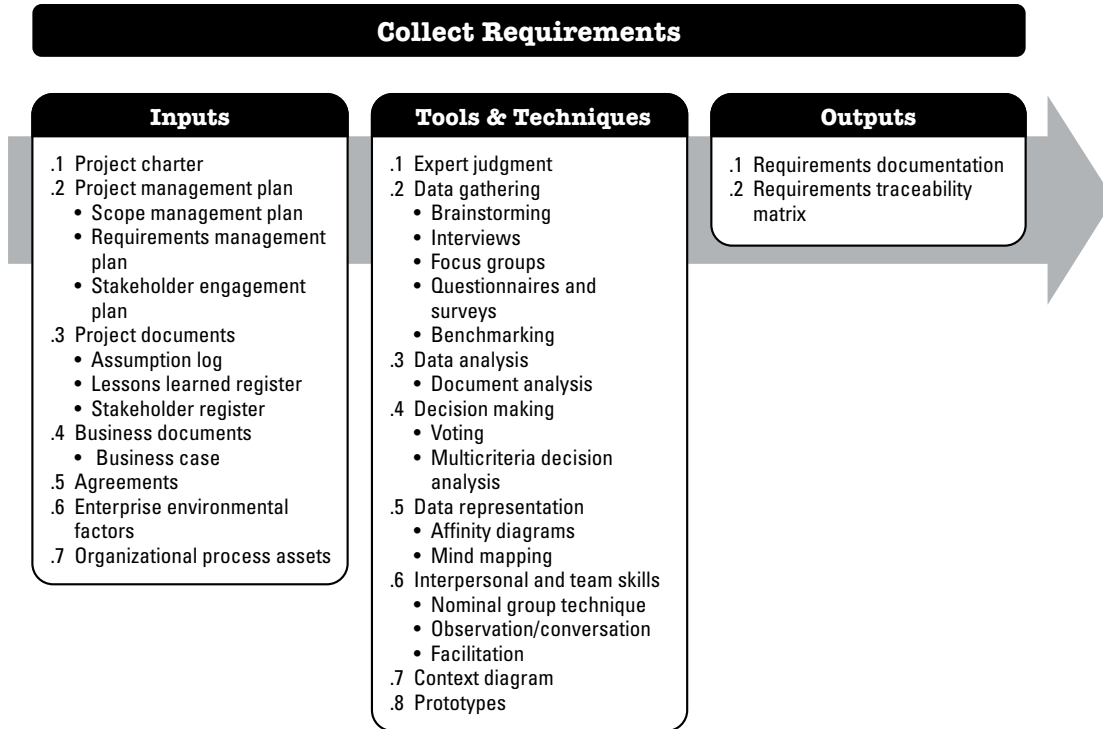 Collect Requirements
Inputs
.1 Project charter
.2 Project management plan
• Scope management plan
• Requirements management
plan
• Stakeholder engagement
plan
.3 Project documents
• Assumption log
• Lessons learned register
• Stakeholder register
.4 Business documents
• Business case
.5 Agreements
.6 Enterprise environmental
factors
.7 Organizational process assets
Tools & Techniques
.1 Expert judgment
.2 Data gathering
• Brainstorming
• Interviews
• Focus groups
• Questionnaires and
surveys
• Benchmarking
.3 Data analysis
• Document analysis
.4 Decision making
• Voting
• Multicriteria decision
analysis
.5 Data representation
• Affinity diagrams
• Mind mapping
.6 Interpersonal and team skills
• Nominal group technique
• Observation/conversation
• Facilitation
.7 Context diagram
.8 Prototypes
Outputs
.1 Requirements documentation
.2 Requirements traceability
matrix